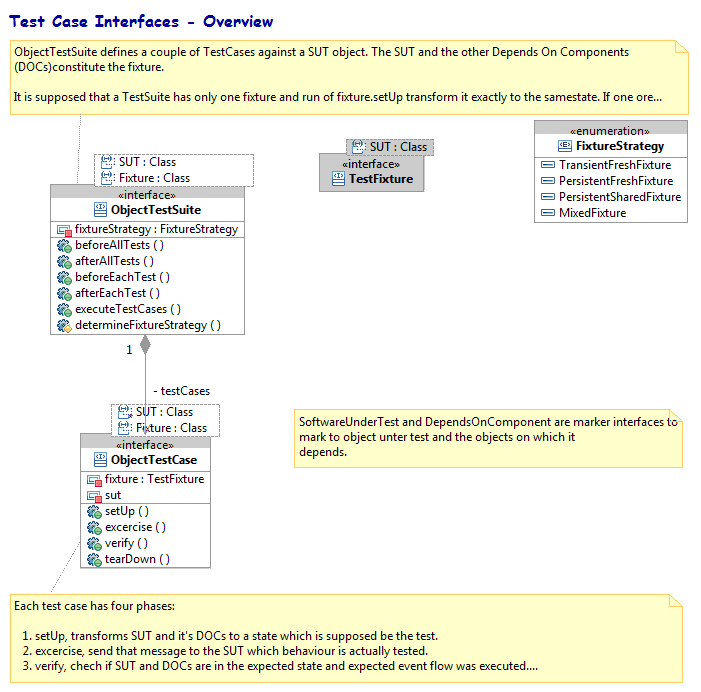 Test Case Interfaces - Overview
ObjectTestSuite defines a couple of TestCases against a SUT object. The SUT and the other Depends On Components
(DOCs)constitute the fixture.
It is supposed that a TestSuite has only one fixture and run of fixture.setUp transform it exactly to the samestate. If one ore...
SUT : Class
Fixture : Class
«interface»
ObjectTestSuite
fixtureStrategy : FixtureStrategy
beforeAllTests ( )
afterAllTests ( )
beforeEachTest ( )
afterEachTest ( )
executeTestCases ( )
determineFixtureStrategy ( )
SUT : Class
«interface»
TestFixture
«enumeration»
FixtureStrategy
TransientFreshFixture
PersistentFreshFixture
PersistentSharedFixture
MixedFixture
1
- testCases
SUT : Class
Fixture : Class
«interface»
ObjectTestCase
fixture : TestFixture
sut
setUp ( )
excercise ( )
verify ( )
tearDown ( )
SoftwareUnderTest and DependsOnComponent are marker interfaces to
mark to object unter test and the objects on which it
depends.
Each test case has four phases:
1. setUp, transforms SUT and it's DOCs to a state which is supposed be the test.
2. excercise, send that message to the SUT which behaviour is actually tested.
3. verify, chech if SUT and DOCs are in the expected state and expected event flow was executed....